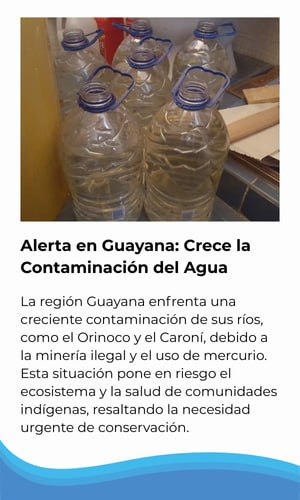 Alerta en Guayana: Crece la
Contaminación del Agua
La región Guayana enfrenta una
creciente contaminación de sus ríos,
como el Orinoco y el Caroní, debido a
la minería ilegal y el uso de mercurio.
Esta situación pone en riesgo el
ecosistema y la salud de comunidades
indígenas, resaltando la necesidad
urgente de conservación.